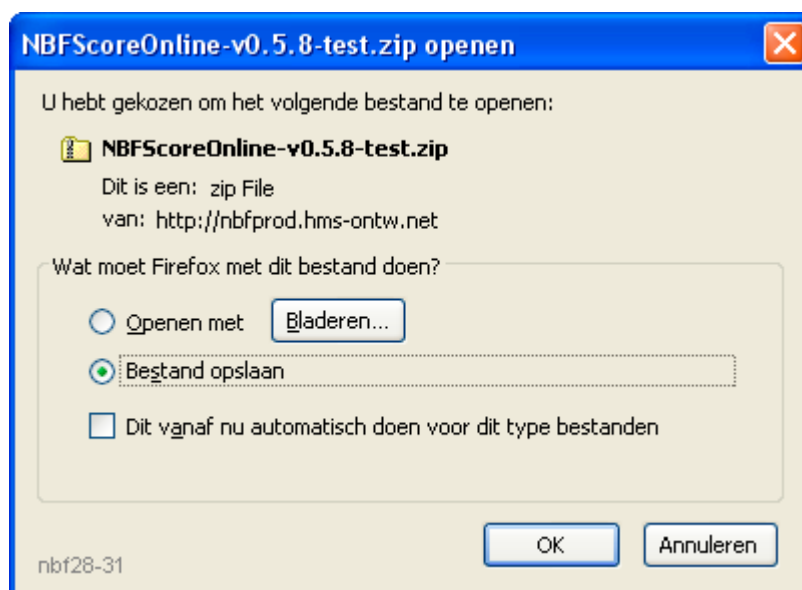 NBFScoreOnline-v0.5.8-test.zip openen
U hebt gekozen om het volgende bestand te openen:
NBFScoreOnline-v0.5.8-test.zip
Dit is een: zip File
van: http://nbfprod.hms-ontw.net
Wat moet Firefox met dit bestand doen?
Openen met Bladeren...
Bestand opslaan
Dit vanaf nu automatisch doen voor dit type bestanden
OK Annuleren
nbf28-31